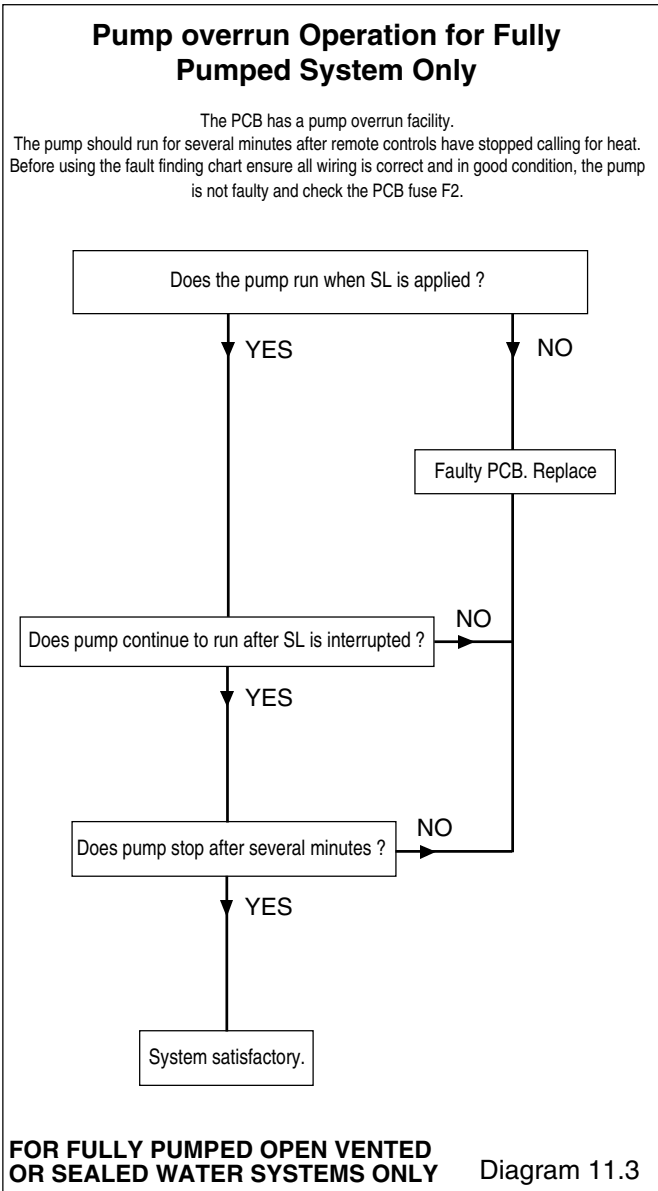 Pump overrun Operation for Fully
Pumped System Only
The PCB has a pump overrun facility.
The pump should run for several minutes after remote controls have stopped calling for heat.
Before using the fault finding chart ensure all wiring is correct and in good condition, the pump
is not faulty and check the PCB fuse F2.
Does the pump run when SL is applied ?
YES
NO
Faulty PCB. Replace
Does pump continue to run after SL is interrupted ?
NO
YES
Does pump stop after several minutes ?
NO
YES
System satisfactory.
FOR FULLY PUMPED OPEN VENTED
OR SEALED WATER SYSTEMS ONLY
Diagram 11.3